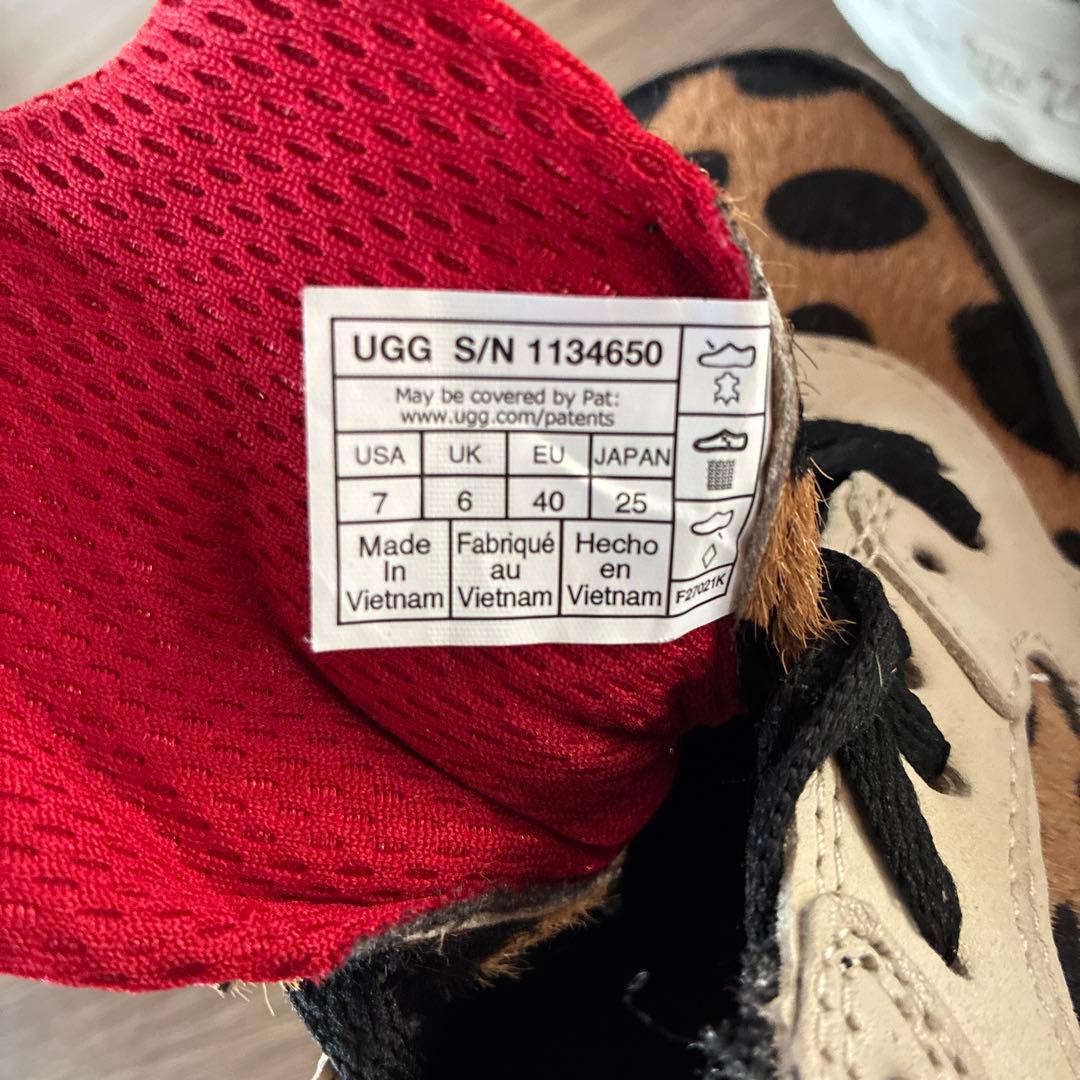 UGG S/N 1134650
May be covered by Pat:
www.ugg.com/patents
USA UK EU JAPAN
7 6 40 25
Made In Vietnam
Fabriqué au Vietnam
Hecho en Vietnam
F27021K